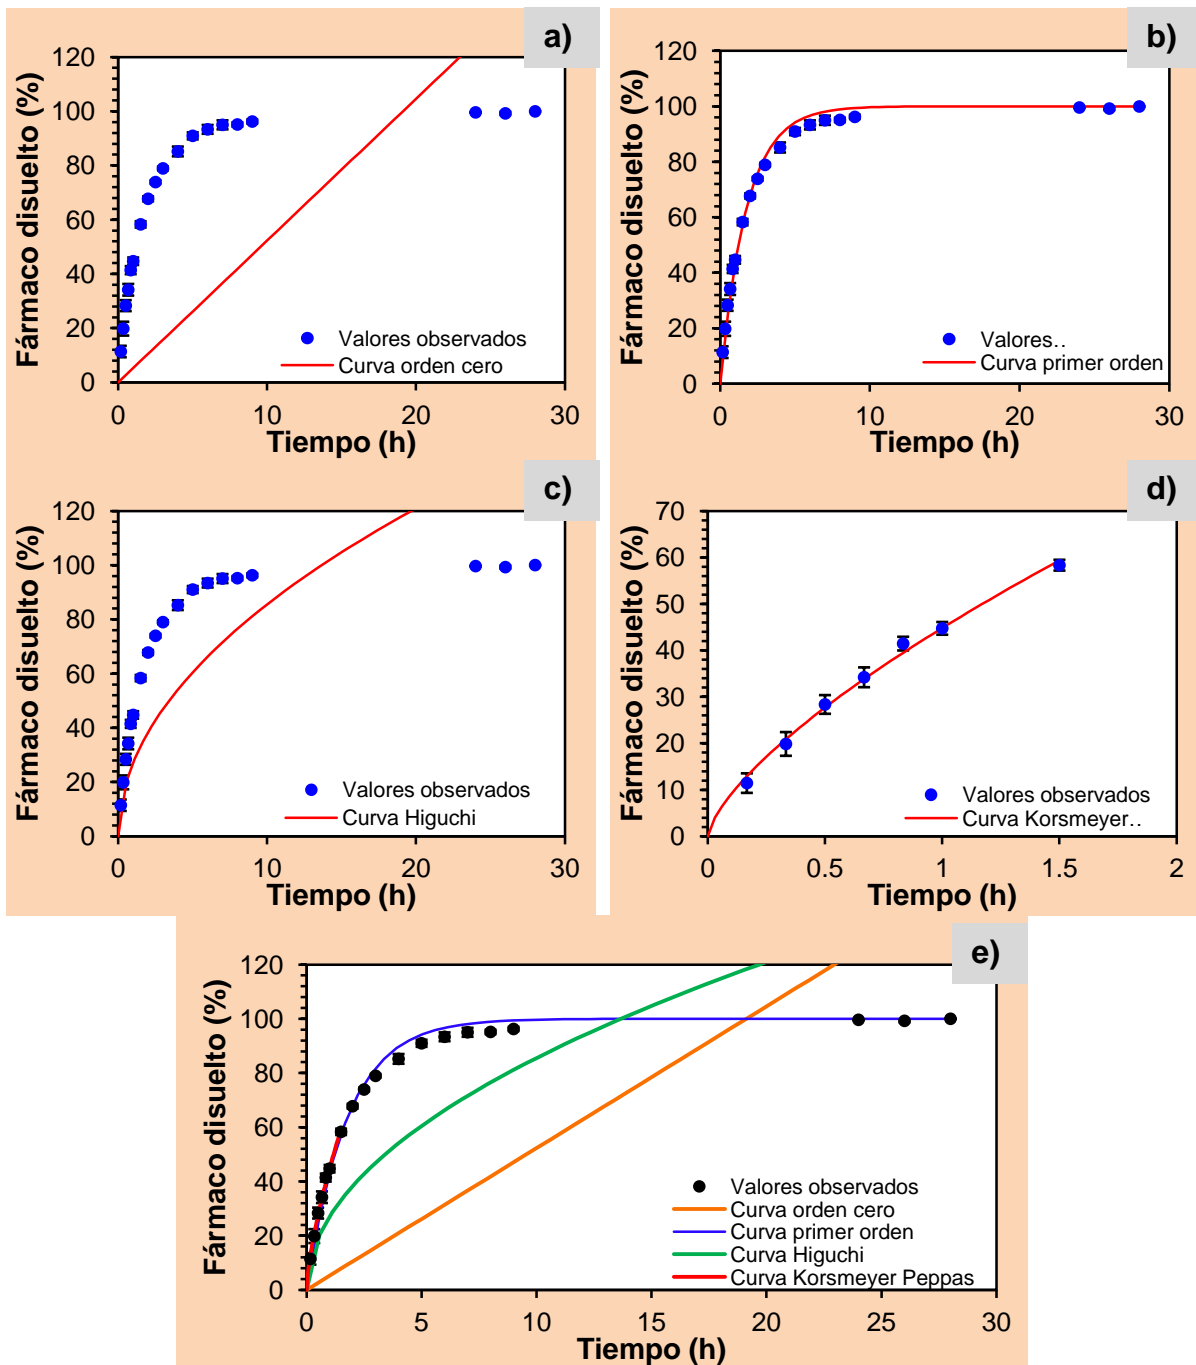 a)
Fármaco disuelto (%)
120
100
80
60
40
20
0
Valores observados
Curva orden cero
0
10
20
30
Tiempo (h)
b)
Fármaco disuelto (%)
120
100
80
60
40
20
0
Valores..
Curva primer orden
0
10
20
30
Tiempo (h)
c)
Fármaco disuelto (%)
120
100
80
60
40
20
0
Valores observados
Curva Higuchi
0
10
20
30
Tiempo (h)
d)
Fármaco disuelto (%)
70
60
50
40
30
20
10
0
Valores observados
Curva Korsmeyer..
0
0.5
1
1.5
2
Tiempo (h)
e)
Fármaco disuelto (%)
120
100
80
60
40
20
0
Valores observados
Curva orden cero
Curva primer orden
Curva Higuchi
Curva Korsmeyer Peppas
0
5
10
15
20
25
30
Tiempo (h)